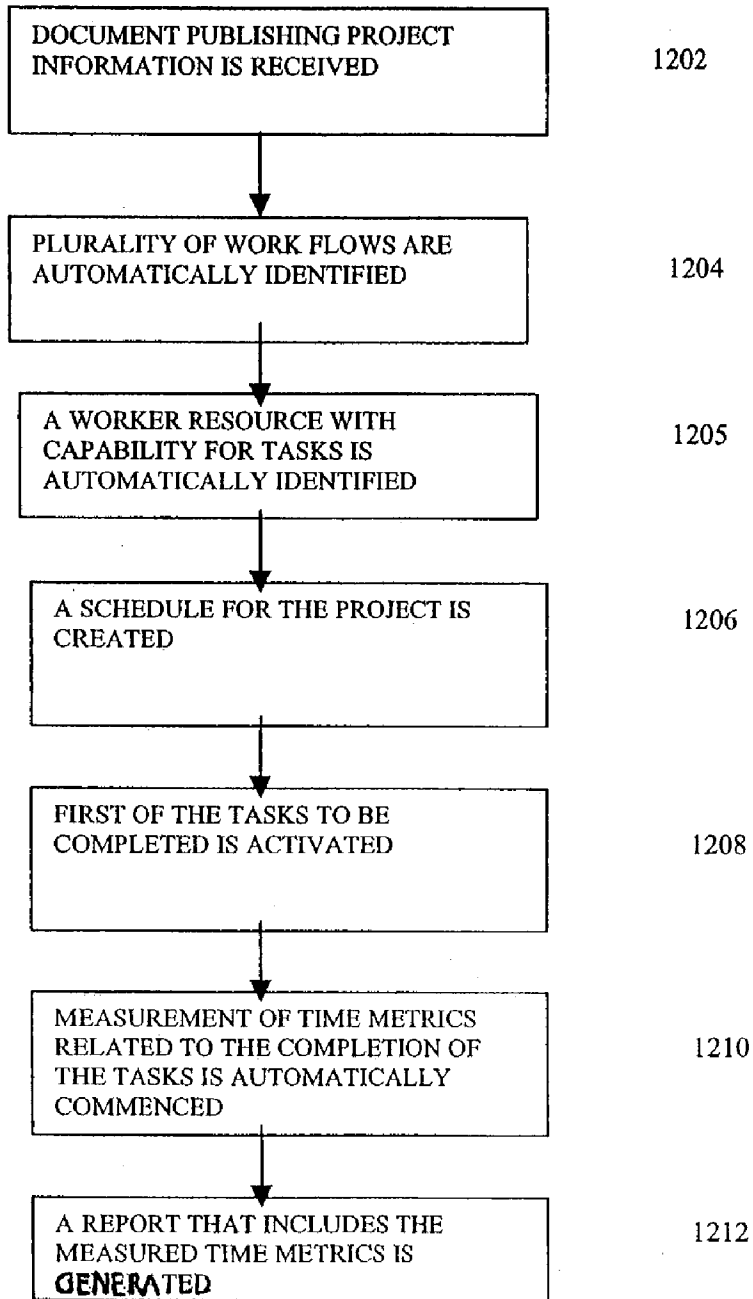 DOCUMENT PUBLISHING PROJECT
INFORMATION IS RECEIVED
1202
PLURALITY OF WORK FLOWS ARE
AUTOMATICALLY IDENTIFIED
1204
A WORKER RESOURCE WITH
CAPABILITY FOR TASKS IS
AUTOMATICALLY IDENTIFIED
1205
A SCHEDULE FOR THE PROJECT IS
CREATED
1206
FIRST OF THE TASKS TO BE
COMPLETED IS ACTIVATED
1208
MEASUREMENT OF TIME METRICS
RELATED TO THE COMPLETION OF
THE TASKS IS AUTOMATICALLY
COMMENCED
1210
A REPORT THAT INCLUDES THE
MEASURED TIME METRICS IS
GENERATED
1212